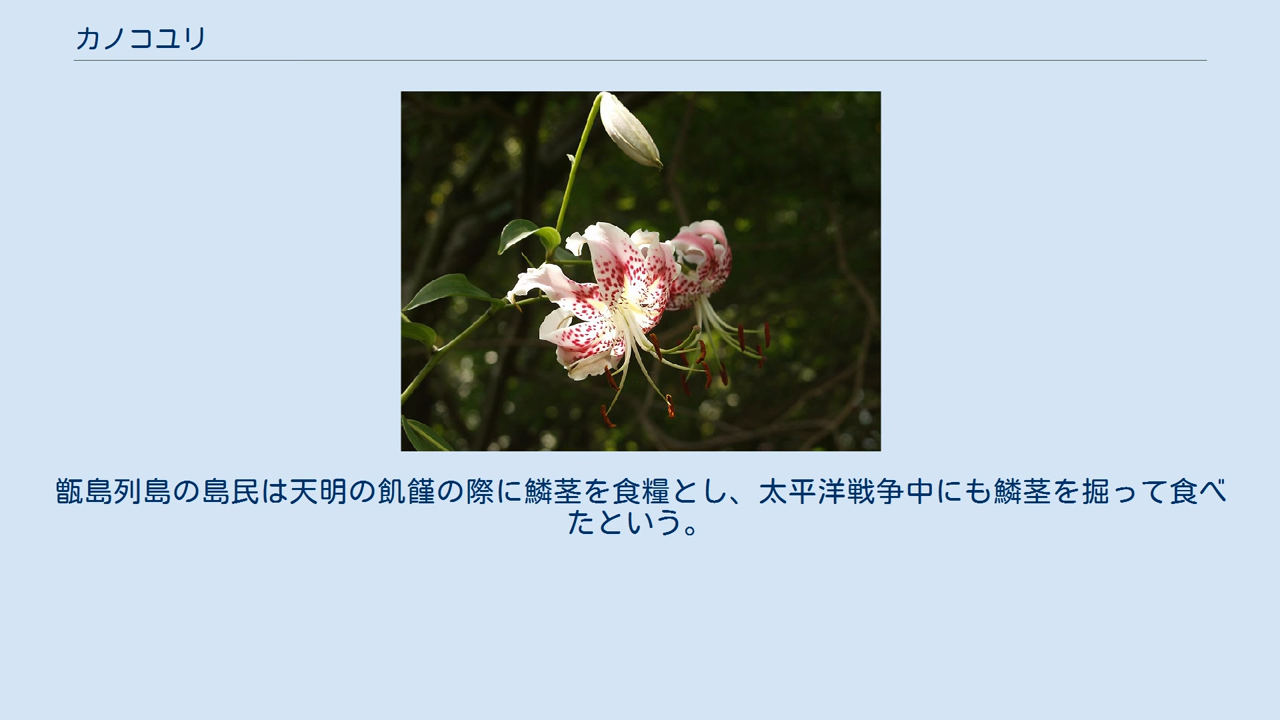 カノコユリ
甑島列島の島民は天明の飢饉の際に鱗茎を食糧とし、太平洋戦争中にも鱗茎を掘って食べ
たという。